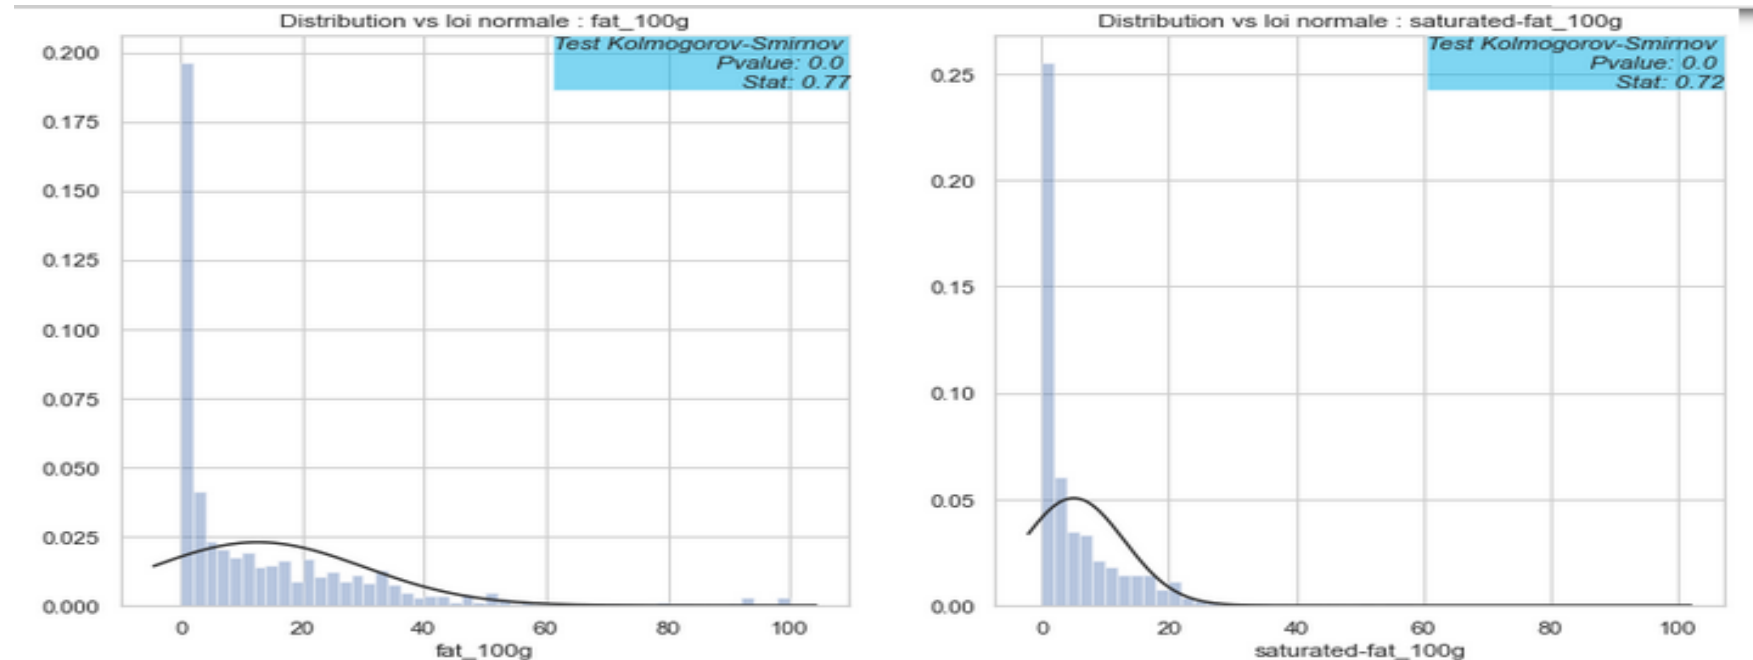 Distribution vs loi normale : fat_100g
Test Kolmogorov-Smirnov
Pvalue: 0.0
Stat: 0.77
0.200
0.175
0.150
0.125
0.100
0.075
0.050
0.025
0.000
0 20 40 60 80 100
fat_100g
Distribution vs loi normale : saturated-fat_100g
Test Kolmogorov-Smirnov
Pvalue: 0.0
Stat: 0.72
0.25
0.20
0.15
0.10
0.05
0.00
0 20 40 60 80 100
saturated-fat_100g